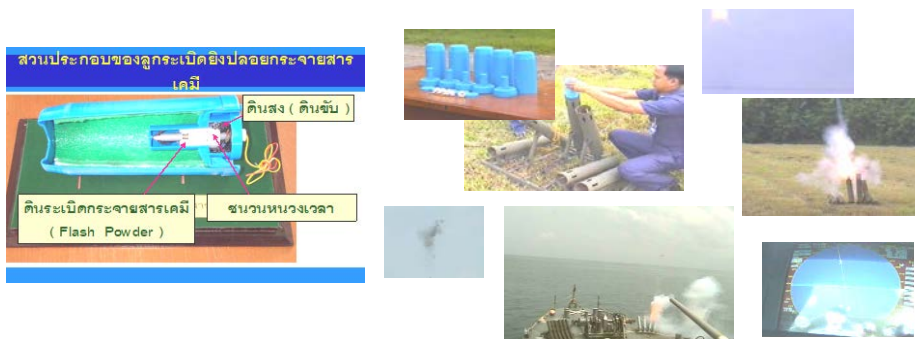 สวนประกอบของลูกระเบิดยิงปลอยกระจายสาร
เคมี
ดินสง ( ดินขับ )
ดินระเบิดกระจายสารเคมี
( Flash Powder )
ชนวนหนวงเวลา